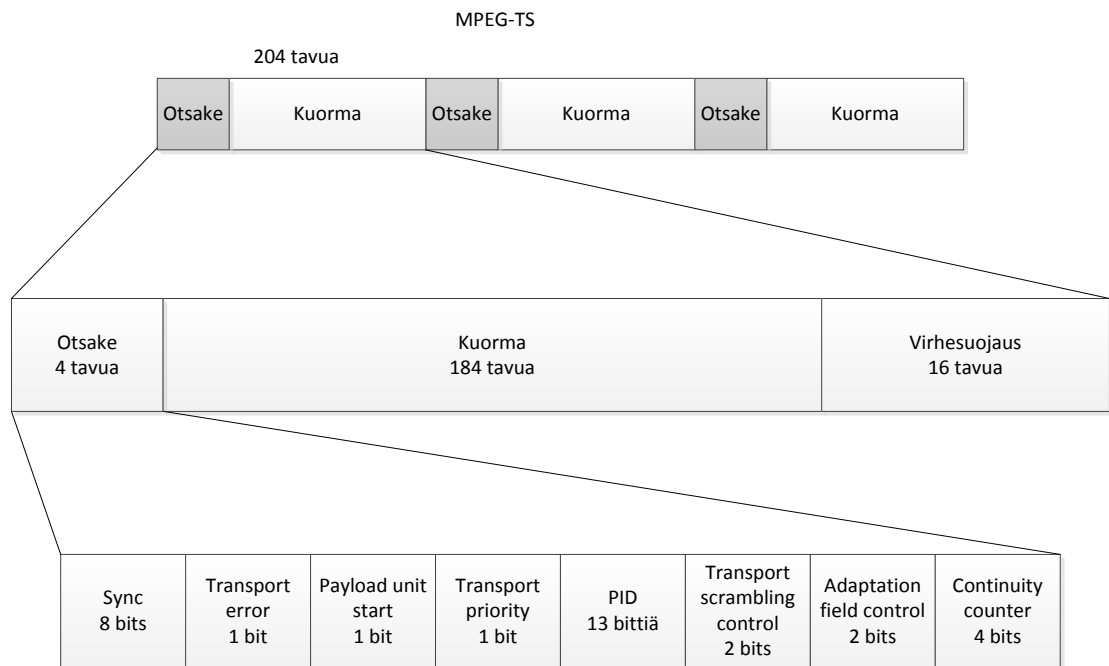 MPEG-TS
204 tavua
Otsake
Kuorma
Otsake
Kuorma
Otsake
Kuorma
Otsake
4 tavua
Kuorma
184 tavua
Virhesuojaus
16 tavua
Sync
8 bits
Transport
error
1 bit
Payload unit
start
1 bit
Transport
priority
1 bit
PID
13 bittiä
Transport
scrambling
control
2 bits
Adaptation
field control
2 bits
Continuity
counter
4 bits